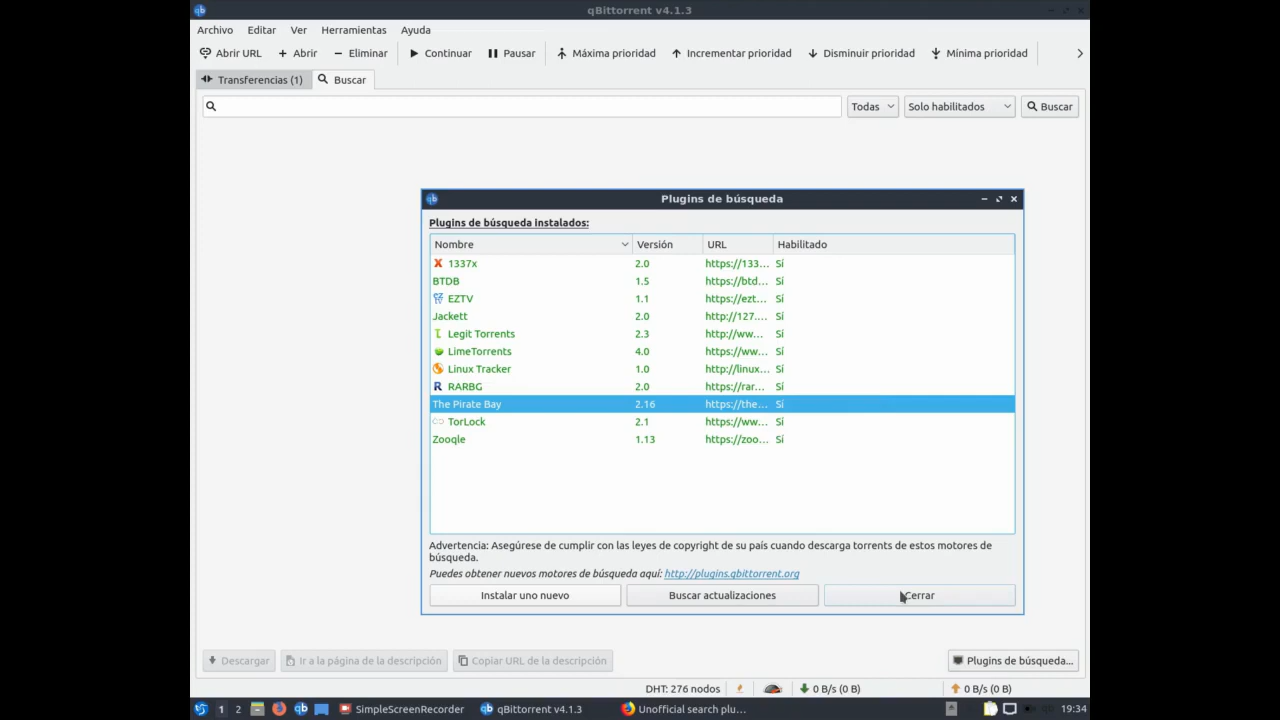 qBittorrent v4.1.3
Archivo Editar Ver Herramientas Ayuda
Abrir URL Abrir Eliminar Continuar Pausar Máxima prioridad Incrementar prioridad Disminuir prioridad Mínima prioridad
Transferencias (1) Buscar
Todas Solo habilitados Buscar
Plugins de búsqueda
Plugins de búsqueda instalados:
Nombre Versión URL Habilitado
1337x 2.0 https://133... Sí
BTDB 1.5 https://btd... Sí
EZTV 1.1 https://ezt... Sí
Jackett 2.0 http://127.... Sí
Legit Torrents 2.3 http://ww... Sí
LimeTorrents 4.0 https://ww... Sí
Linux Tracker 1.0 http://linux... Sí
RARBG 2.0 https://rar... Sí
The Pirate Bay 2.16 https://the... Sí
TorLock 2.1 https://ww... Sí
Zooqle 1.13 https://zoo... Sí
Advertencia: Asegúrese de cumplir con las leyes de copyright de su país cuando descarga torrents de estos motores de
búsqueda.
Puedes obtener nuevos motores de búsqueda aquí: http://plugins.qbittorrent.org
Instalar uno nuevo Buscar actualizaciones Cerrar
Descargar Ir a la página de la descripción Copiar URL de la descripción Plugins de búsqueda...
DHT: 276 nodos 0 B/s (0 B) 0 B/s (0 B)
1 2 SimpleScreenRecorder qBittorrent v4.1.3 Unofficial search plu... 19:34